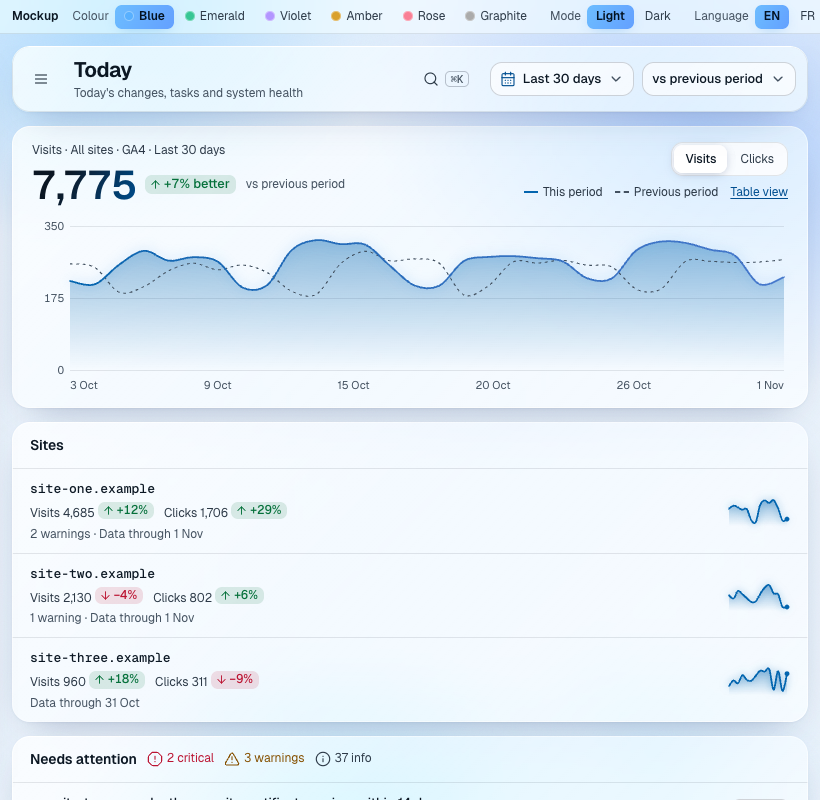 Mockup Colour Blue Emerald Violet Amber Rose Graphite Mode Light Dark Language EN FR
Today
Today's changes, tasks and system health
⌘K
Last 30 days
vs previous period
Visits · All sites · GA4 · Last 30 days
Visits Clicks
7,775 ↑ +7% better vs previous period
This period Previous period Table view
350
175
0
3 Oct 9 Oct 15 Oct 20 Oct 26 Oct 1 Nov
Sites
site-one.example
Visits 4,685 ↑ +12% Clicks 1,706 ↑ +29%
2 warnings · Data through 1 Nov
site-two.example
Visits 2,130 ↓ −4% Clicks 802 ↑ +6%
1 warning · Data through 1 Nov
site-three.example
Visits 960 ↑ +18% Clicks 311 ↓ −9%
Data through 31 Oct
Needs attention 2 critical 3 warnings 37 info